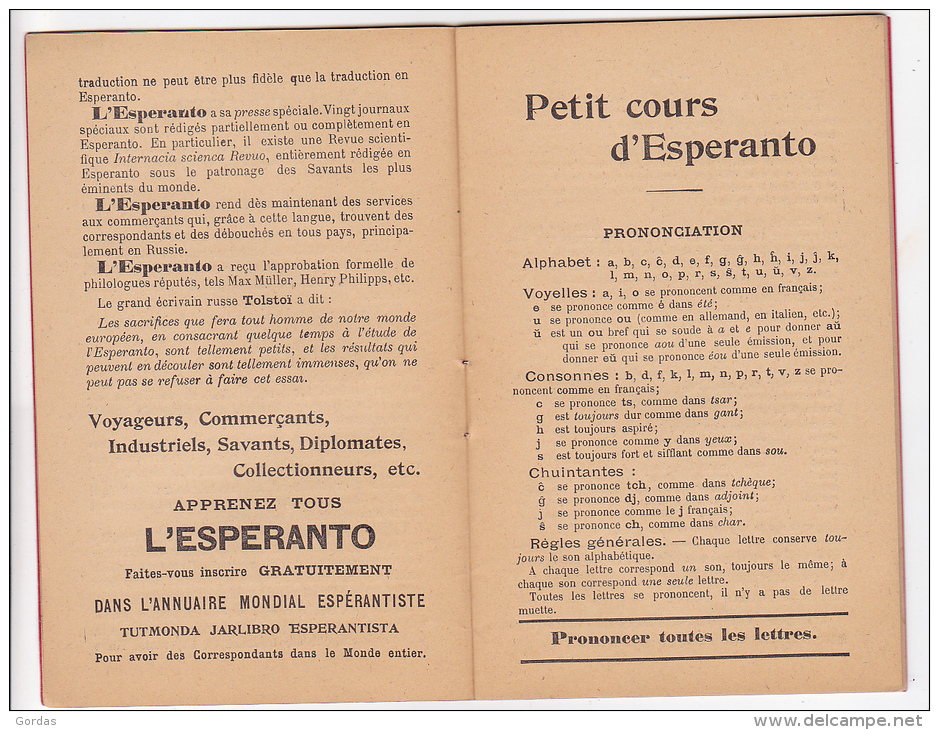 traduction ne peut être plus fidèle que la traduction en
Esperanto.
L'Esperanto a sa presse spéciale. Vingt journaux
spéciaux sont rédigés partiellement ou complètement en
Esperanto. En particulier, il existe une Revue scienti-
fique Internacia scienca Revuo, entièrement rédigée en
Esperanto sous le patronage des Savants les plus
éminents du monde.
L'Esperanto rend dès maintenant des services
aux commerçants qui, grâce à cette langue, trouvent des
correspondants et des débouchés en tous pays, principa-
lement en Russie.
L'Esperanto a reçu l'approbation formelle de
philologues réputés, tels Max Müller, Henry Philipps, etc.
Le grand écrivain russe Tolstoï a dit :
Les sacrifices que fera tout homme de notre monde
européen, en consacrant quelque temps à l'étude de
l'Esperanto, sont tellement petits, et les résultats qui
peuvent en découler sont tellement immenses, qu'on ne
peut pas se refuser à faire cet essai.
Voyageurs, Commerçants,
Industriels, Savants, Diplomates,
Collectionneurs, etc.
APPRENEZ TOUS
L'ESPERANTO
Faites-vous inscrire GRATUITEMENT
DANS L'ANNUAIRE MONDIAL ESPÉRANTISTE
TUTMONDA JARLIBRO ESPERANTISTA
Pour avoir des Correspondants dans le Monde entier.
Petit cours
d'Esperanto
PRONONCIATION
Alphabet : a, b, c, ĉ, d, e, f, g, ĝ, h, ĥ, i, j, ĵ, k,
l, m, n, o, p, r, s, ŝ, t, u, ŭ, v, z.
Voyelles : a, i, o se prononcent comme en français;
e se prononce comme é dans été;
u se prononce ou (comme en allemand, en italien, etc.);
ŭ est un ou bref qui se soude à a et e pour donner aŭ
qui se prononce aou d'une seule émission, et pour
donner eŭ qui se prononce éou d'une seule émission.
Consonnes : b, d, f, k, l, m, n, p, r, t, v, z se pro-
noncent comme en français;
c se prononce ts, comme dans tsar;
g est toujours dur comme dans gant;
h est toujours aspiré;
j se prononce comme y dans yeux;
s est toujours fort et sifflant comme dans sou.
Chuintantes :
ĉ se prononce tch, comme dans tchèque;
ĝ se prononce dj, comme dans adjoint;
ĵ se prononce comme le j français;
ŝ se prononce ch, comme dans char.
Règles générales. — Chaque lettre conserve tou-
jours le son alphabétique.
A chaque lettre correspond un son, toujours le même; à
chaque son correspond une seule lettre.
Toutes les lettres se prononcent, il n'y a pas de lettre
muette.
Prononcer toutes les lettres.
Gordas
www.delcampe.net